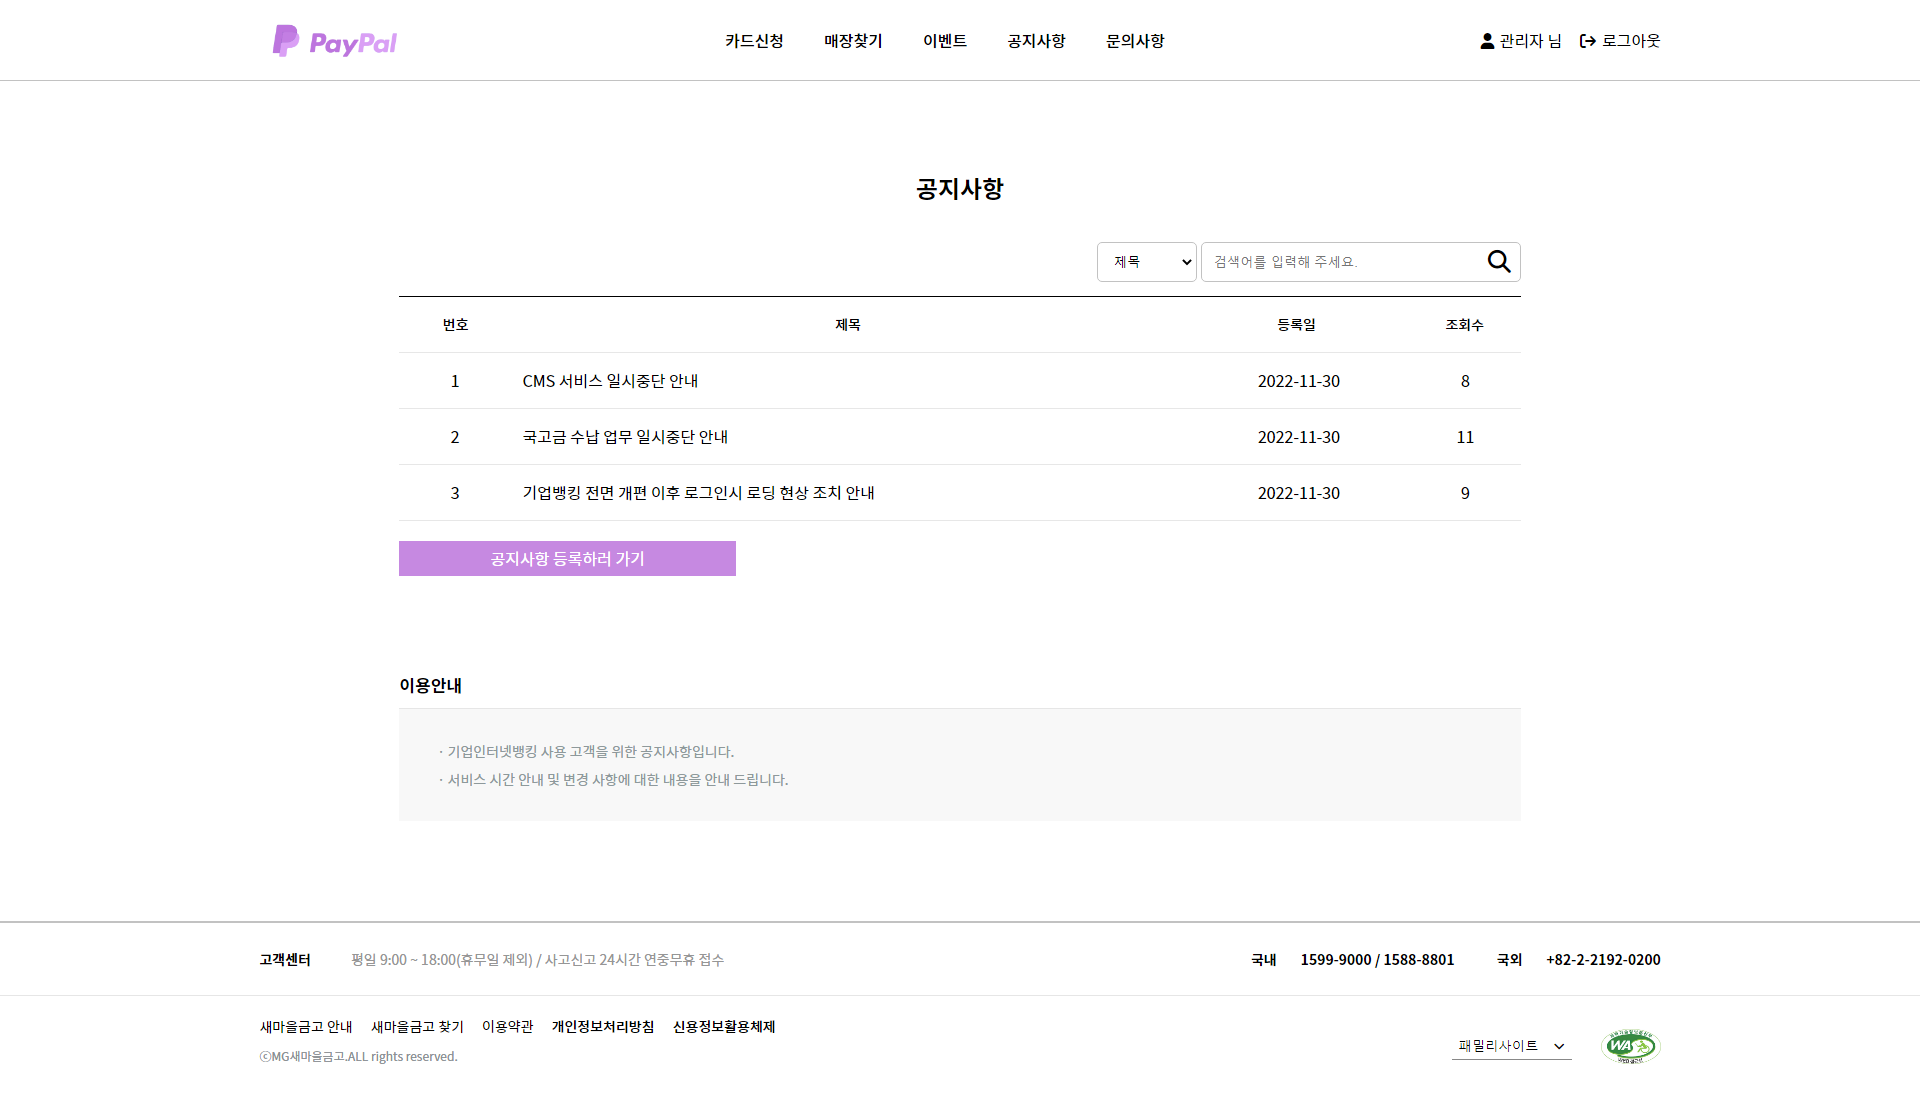 PayPal 카드신청 매장찾기 이벤트 공지사항 문의사항 관리자 님 로그아웃
공지사항
제목 검색어를 입력해 주세요.
번호 제목 등록일 조회수
1 CMS 서비스 일시중단 안내 2022-11-30 8
2 국고금 수납 업무 일시중단 안내 2022-11-30 11
3 기업뱅킹 전면 개편 이후 로그인시 로딩 현상 조치 안내 2022-11-30 9
공지사항 등록하러 가기
이용안내
· 기업인터넷뱅킹 사용 고객을 위한 공지사항입니다.
· 서비스 시간 안내 및 변경 사항에 대한 내용을 안내 드립니다.
고객센터 평일 9:00 ~ 18:00(휴무일 제외) / 사고신고 24시간 연중무휴 접수 국내 1599-9000 / 1588-8801 국외 +82-2-2192-0200
새마을금고 안내 새마을금고 찾기 이용약관 개인정보처리방침 신용정보활용체제
ⓒMG새마을금고.ALL rights reserved.
패밀리사이트 WA